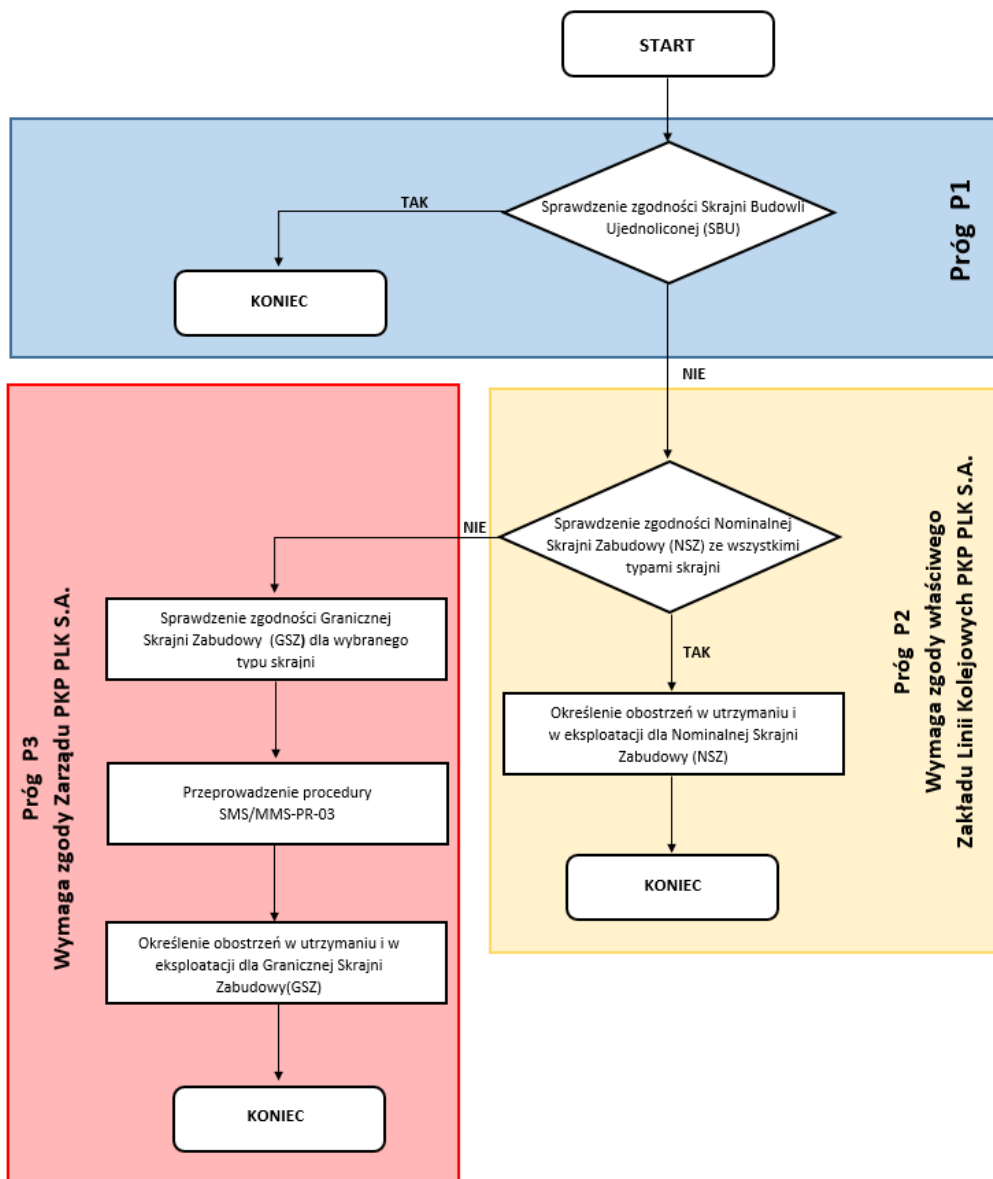 START
Próg P1
Sprawdzenie zgodności Skrajni Budowli
Ujednoliconej (SBU)
TAK
KONIEC
NIE
Próg P2
Wymaga zgody właściwego
Zakładu Linii Kolejowych PKP PLK S.A.
Sprawdzenie zgodności Nominalnej
Skrajni Zabudowy (NSZ) ze wszystkimi
typami skrajni
TAK
Określenie obostrzeń w utrzymaniu i
w eksploatacji dla Nominalnej Skrajni
Zabudowy (NSZ)
KONIEC
NIE
Próg P3
Wymaga zgody Zarządu PKP PLK S.A.
Sprawdzenie zgodności Granicznej
Skrajni Zabudowy (GSZ) dla wybranego
typu skrajni
Przeprowadzenie procedury
SMS/MMS-PR-03
Określenie obostrzeń w utrzymaniu i w
eksploatacji dla Granicznej Skrajni
Zabudowy(GSZ)
KONIEC